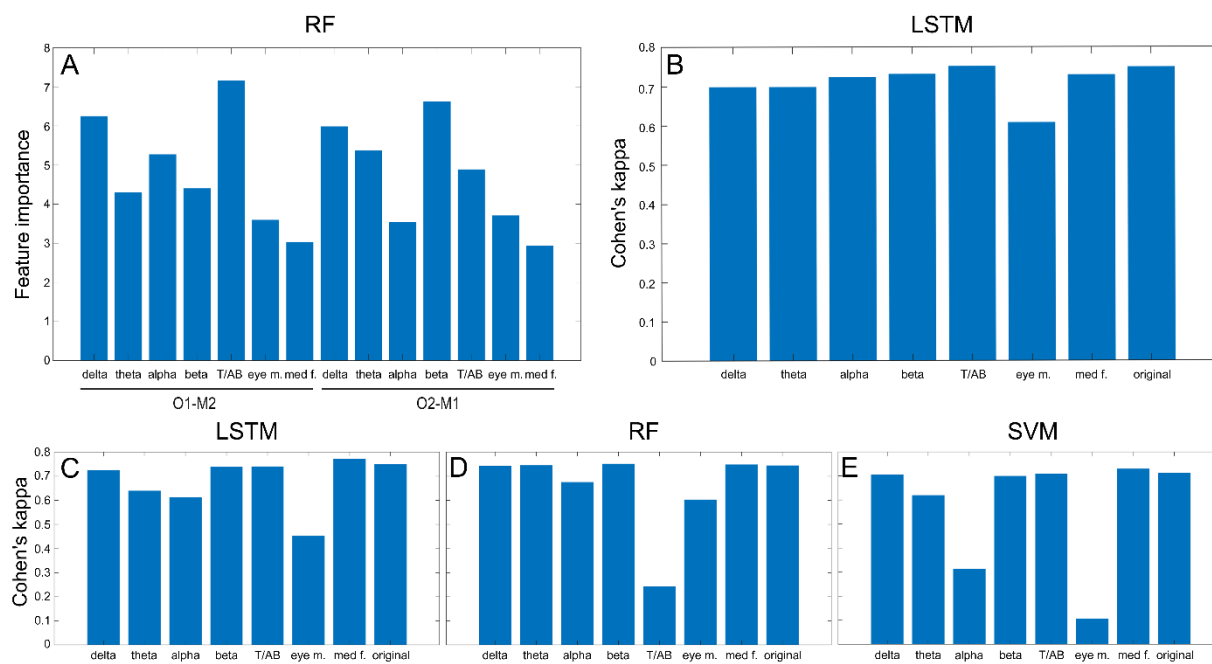 RF
A
Feature importance
8
7
6
5
4
3
2
1
0
delta theta alpha beta T/AB eye m. med f. delta theta alpha beta T/AB eye m. med f.
O1-M2 O2-M1
LSTM
B
Cohen's kappa
0.8
0.7
0.6
0.5
0.4
0.3
0.2
0.1
0
delta theta alpha beta T/AB eye m. med f. original
LSTM
C
Cohen's kappa
0.8
0.7
0.6
0.5
0.4
0.3
0.2
0.1
0
delta theta alpha beta T/AB eye m. med f. original
RF
D
delta theta alpha beta T/AB eye m. med f. original
SVM
E
delta theta alpha beta T/AB eye m. med f. original